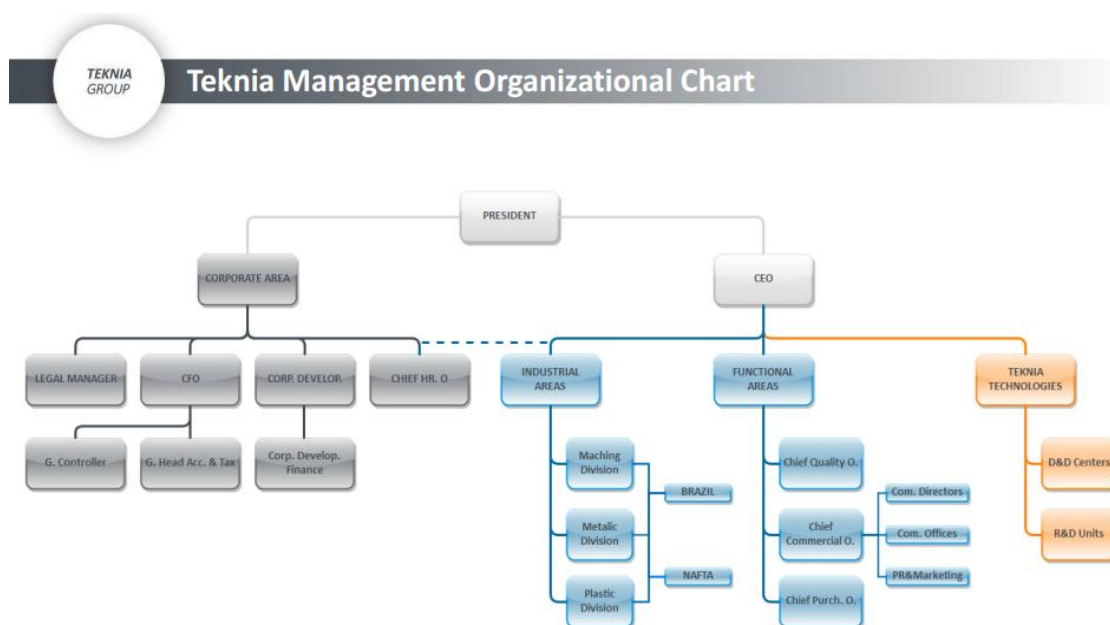 TEKNIA
GROUP
Teknia Management Organizational Chart
PRESIDENT
CORPORATE AREA
CEO
LEGAL MANAGER
CFO
CORP. DEVELOP.
CHIEF HR. O
INDUSTRIAL
AREAS
FUNCTIONAL
AREAS
TEKNIA
TECHNOLOGIES
G. Controller
G. Head Acc. & Tax
Corp. Develop.
Finance
Maching
Division
BRAZIL
Metalic
Division
NAFTA
Plastic
Division
Chief Quality O.
Chief
Commercial O.
Chief Purch. O.
Com. Directors
Com. Offices
PR&Marketing
D&D Centers
R&D Units